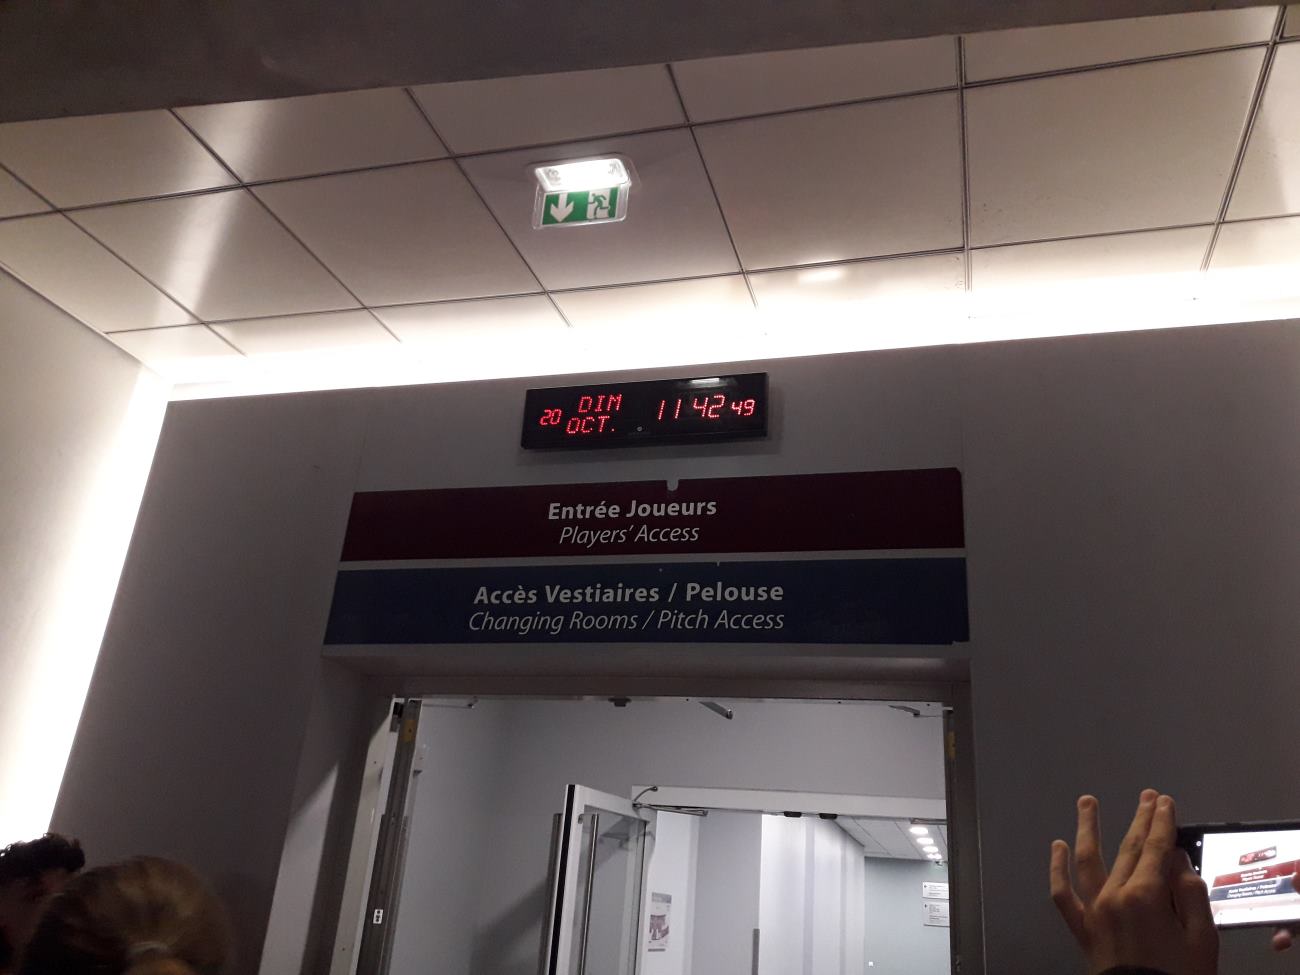 20 DIM OCT. 11 42 49
Entrée Joueurs
Players' Access
Accès Vestiaires / Pelouse
Changing Rooms / Pitch Access